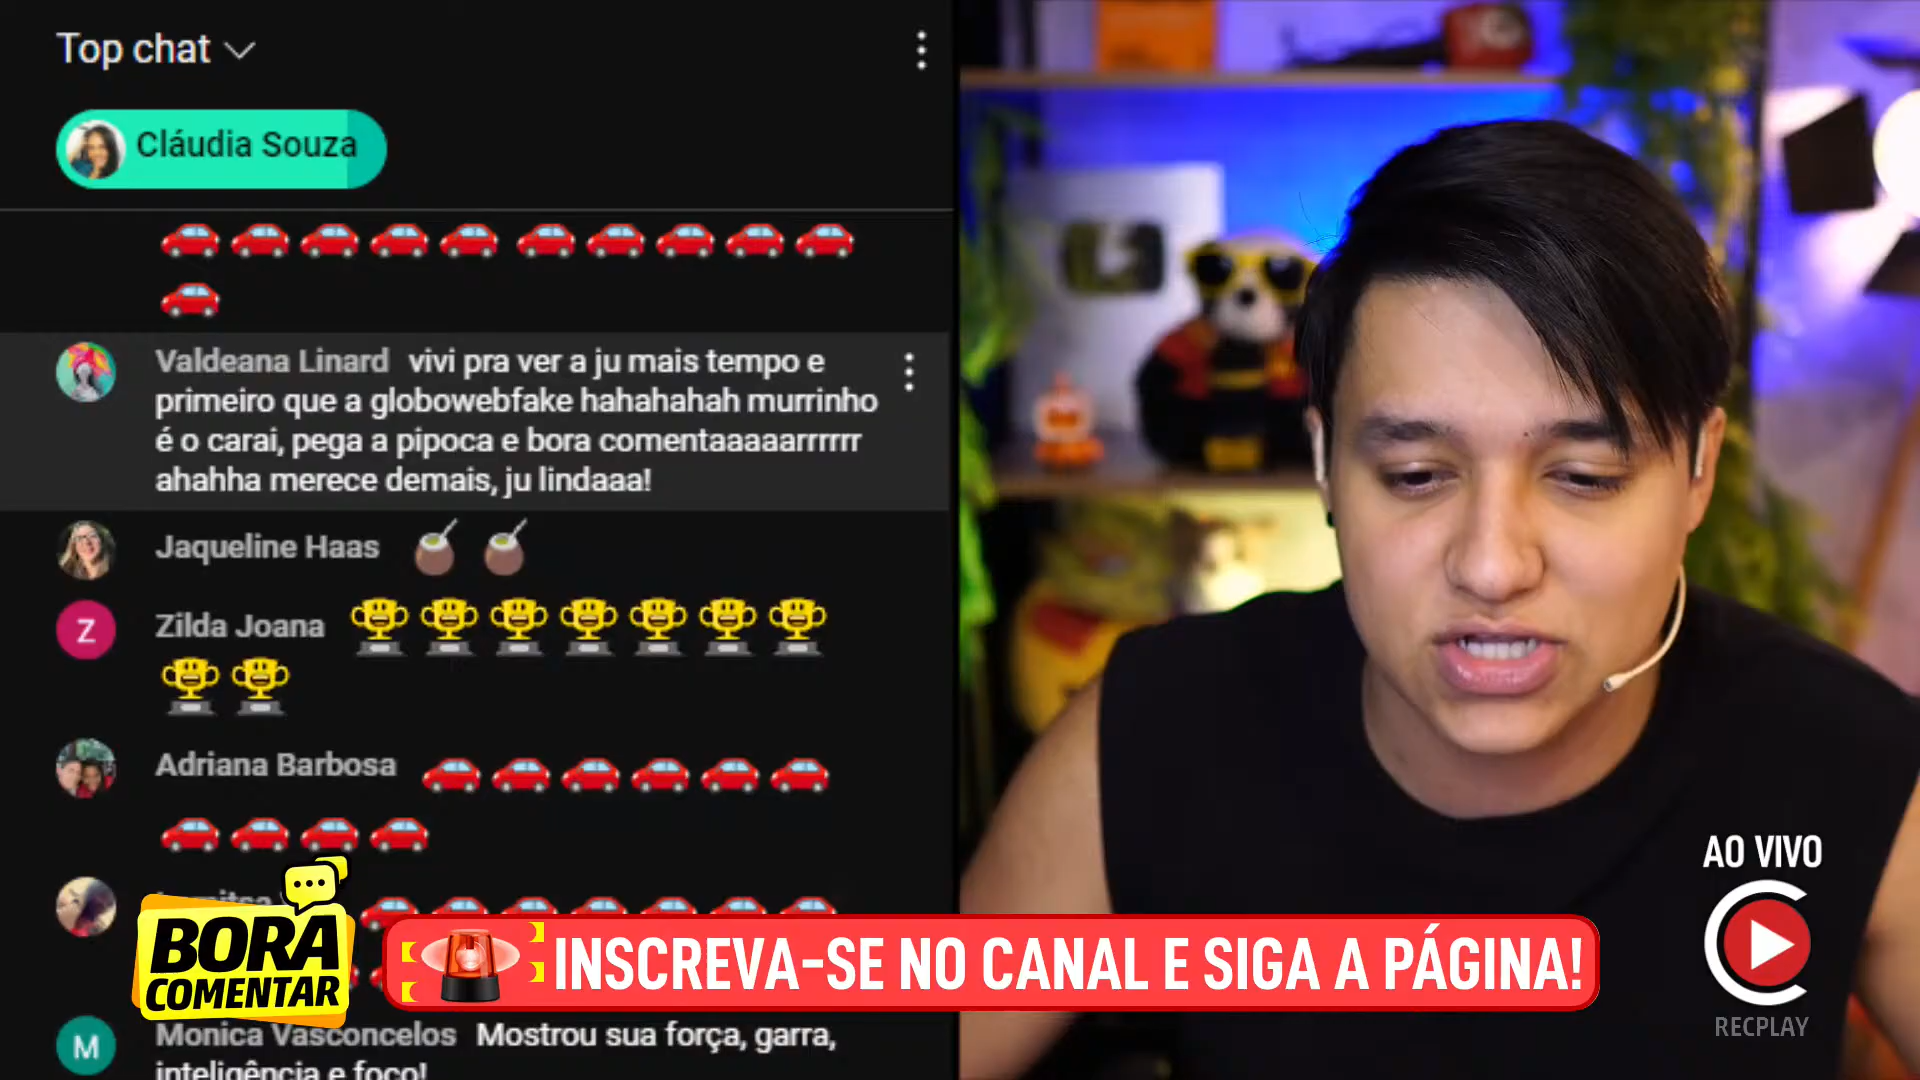 Top chat
Cláudia Souza
Valdeana Linard vivi pra ver a ju mais tempo e
primeiro que a globowebfake hahahahah murrinho
é o carai, pega a pipoca e bora comentaaaaarrrrrr
ahahha merece demais, ju lindaaa!
Jaqueline Haas
Z Zilda Joana
Adriana Barbosa
BORA
COMENTAR
INSCREVA-SE NO CANAL E SIGA A PÁGINA!
M Monica Vasconcelos Mostrou sua força, garra,
inteligência e foco!
AO VIVO
RECPLAY